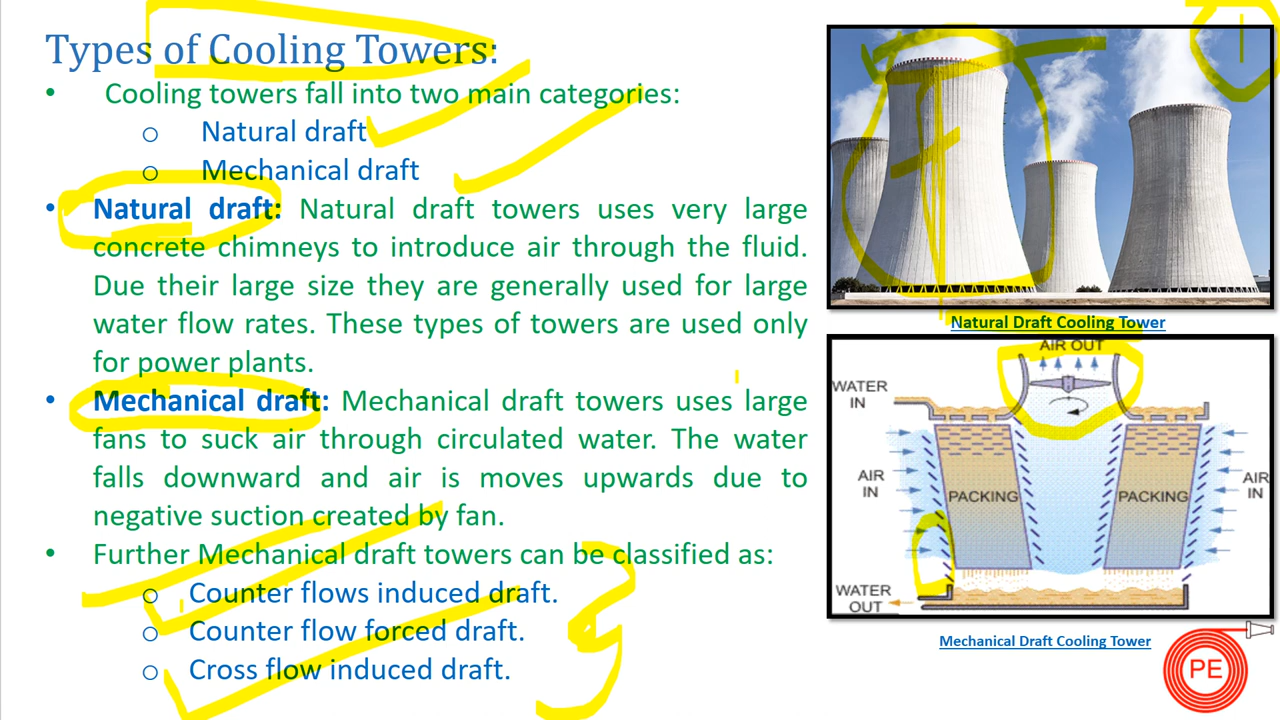 Types of Cooling Towers:
• Cooling towers fall into two main categories:
o Natural draft
o Mechanical draft
• Natural draft: Natural draft towers uses very large
concrete chimneys to introduce air through the fluid.
Due their large size they are generally used for large
water flow rates. These types of towers are used only
for power plants.
• Mechanical draft: Mechanical draft towers uses large
fans to suck air through circulated water. The water
falls downward and air is moves upwards due to
negative suction created by fan.
• Further Mechanical draft towers can be classified as:
o Counter flows induced draft.
o Counter flow forced draft.
o Cross flow induced draft.
Natural Draft Cooling Tower
AIR OUT
WATER
IN
AIR
IN
PACKING
PACKING
AIR
IN
WATER
OUT
Mechanical Draft Cooling Tower
PE